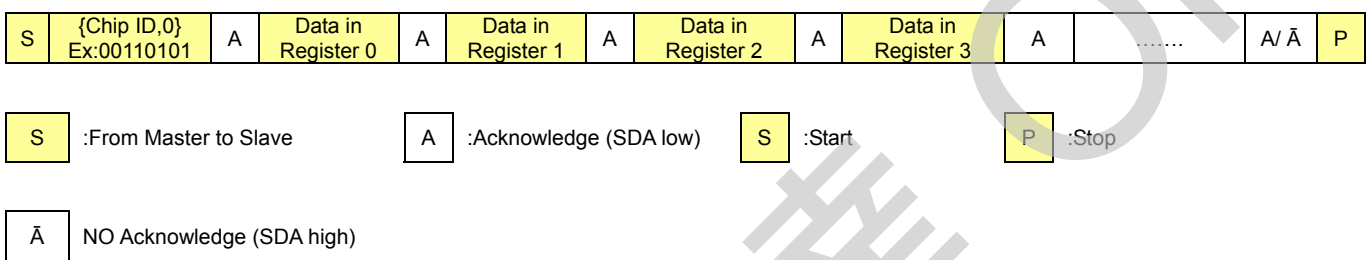 S {Chip ID,0} Ex:00110101 A Data in Register 0 A Data in Register 1 A Data in Register 2 A Data in Register 3 A ……. A/ Ā P
S :From Master to Slave A :Acknowledge (SDA low) S :Start P :Stop
Ā NO Acknowledge (SDA high)